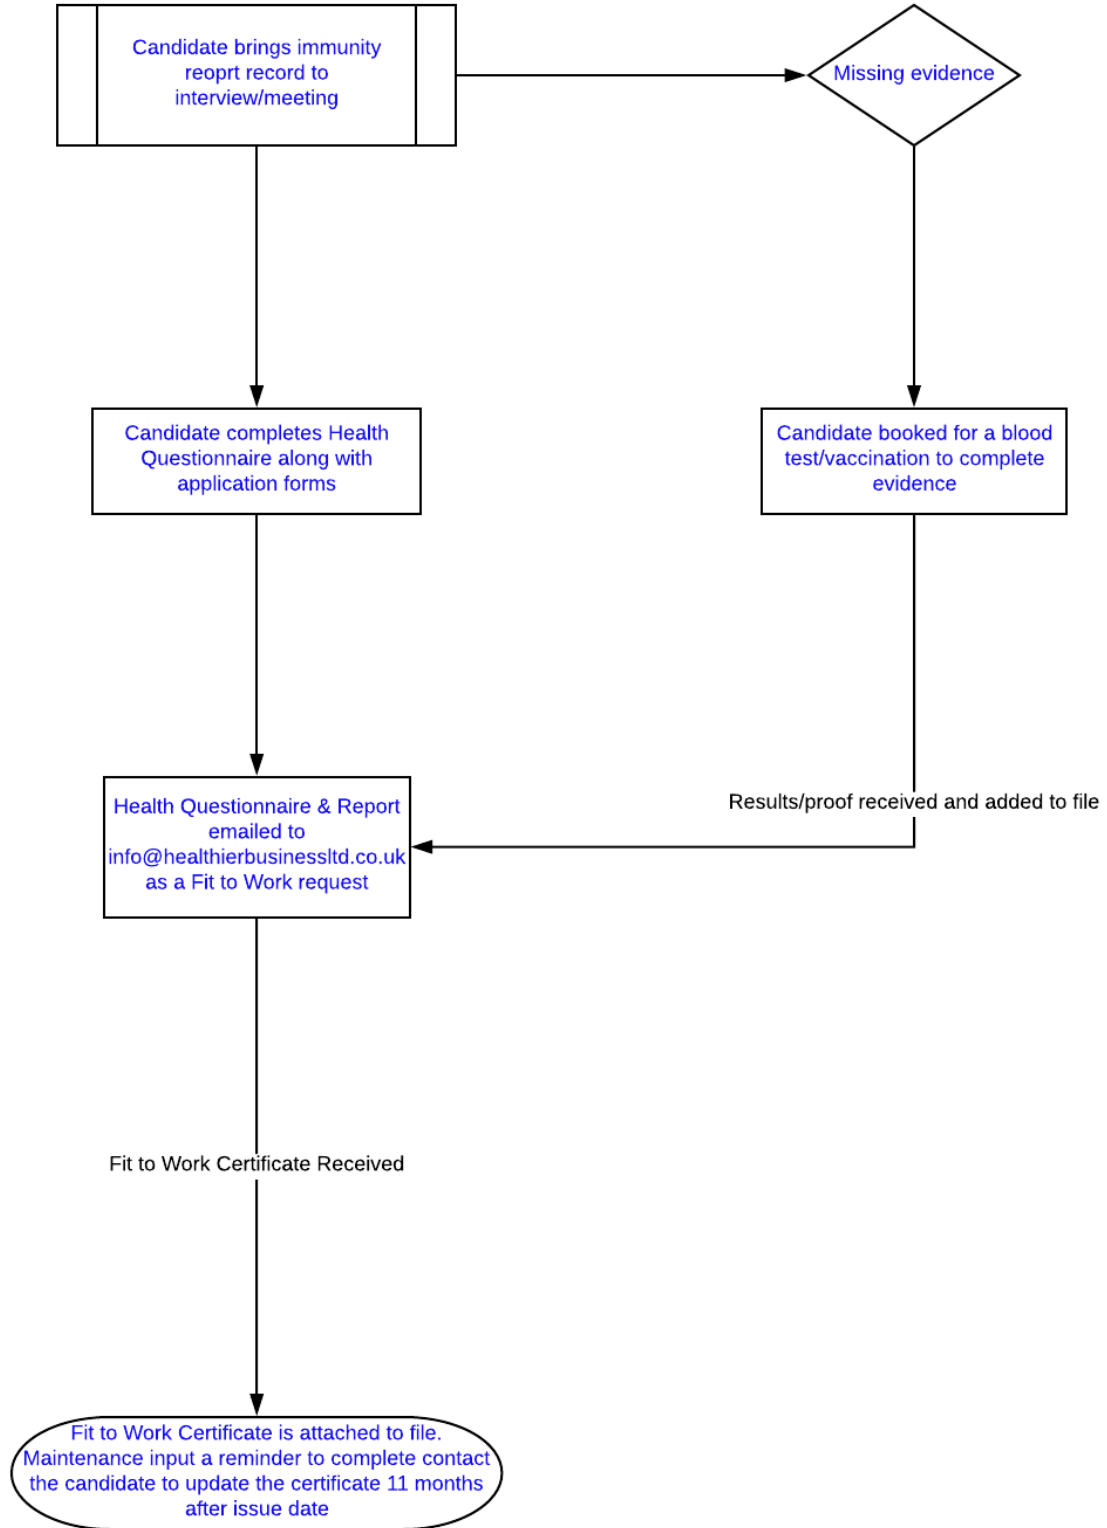 Candidate brings immunity
reoprt record to
interview/meeting
Missing evidence
Candidate completes Health
Questionnaire along with
application forms
Candidate booked for a blood
test/vaccination to complete
evidence
Health Questionnaire & Report
emailed to
info@healthierbusinessltd.co.uk
as a Fit to Work request
Results/proof received and added to file
Fit to Work Certificate Received
Fit to Work Certificate is attached to file.
Maintenance input a reminder to complete contact
the candidate to update the certificate 11 months
after issue date